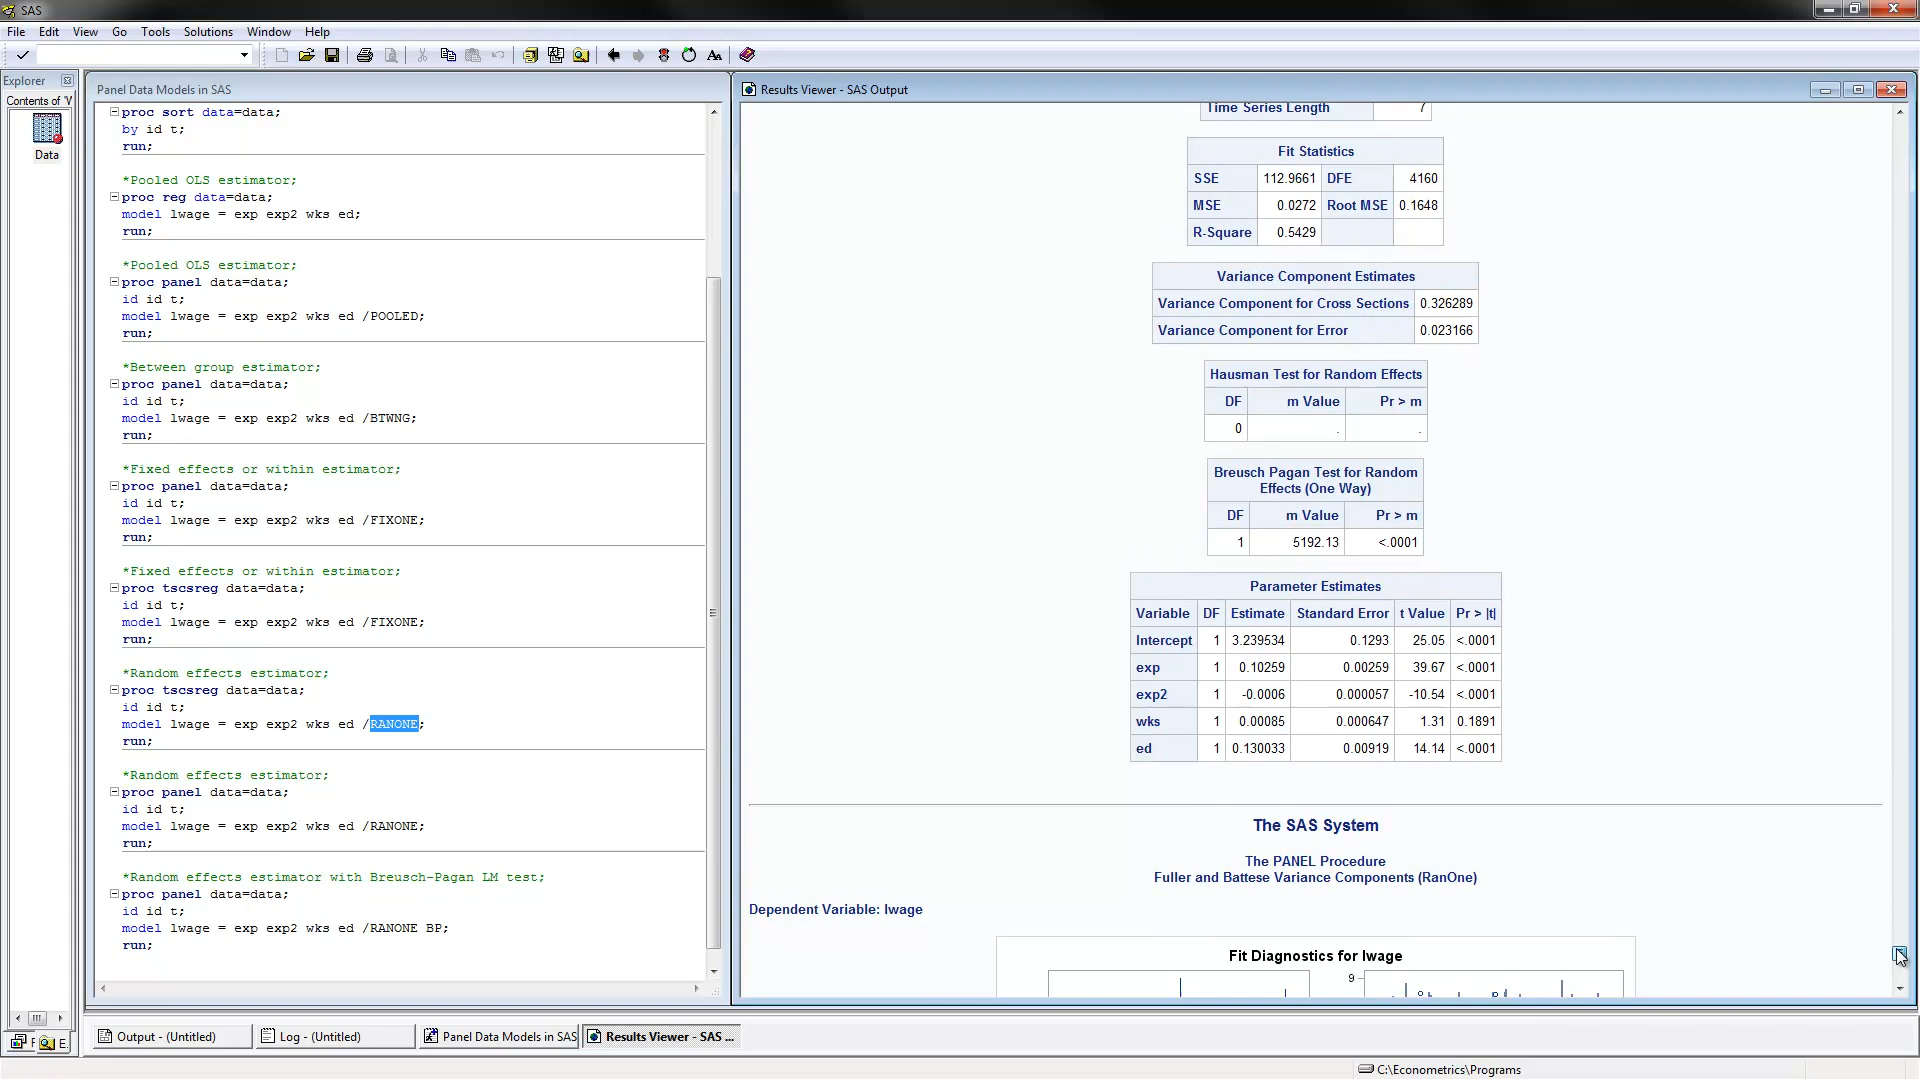 SAS
File Edit View Go Tools Solutions Window Help
Explorer
Contents of 'V
Data
Panel Data Models in SAS
proc sort data=data;
by id t;
run;
*Pooled OLS estimator;
proc reg data=data;
model lwage = exp exp2 wks ed;
run;
*Pooled OLS estimator;
proc panel data=data;
id id t;
model lwage = exp exp2 wks ed /POOLED;
run;
*Between group estimator;
proc panel data=data;
id id t;
model lwage = exp exp2 wks ed /BTWNG;
run;
*Fixed effects or within estimator;
proc panel data=data;
id id t;
model lwage = exp exp2 wks ed /FIXONE;
run;
*Fixed effects or within estimator;
proc tscsreg data=data;
id id t;
model lwage = exp exp2 wks ed /FIXONE;
run;
*Random effects estimator;
proc tscsreg data=data;
id id t;
model lwage = exp exp2 wks ed /RANONE;
run;
*Random effects estimator;
proc panel data=data;
id id t;
model lwage = exp exp2 wks ed /RANONE;
run;
*Random effects estimator with Breusch-Pagan LM test;
proc panel data=data;
id id t;
model lwage = exp exp2 wks ed /RANONE BP;
run;
Results Viewer - SAS Output
Time Series Length 7
Fit Statistics
SSE 112.9661 DFE 4160
MSE 0.0272 Root MSE 0.1648
R-Square 0.5429
Variance Component Estimates
Variance Component for Cross Sections 0.326289
Variance Component for Error 0.023166
Hausman Test for Random Effects
DF m Value Pr > m
0 . .
Breusch Pagan Test for Random
Effects (One Way)
DF m Value Pr > m
1 5192.13 <.0001
Parameter Estimates
Variable DF Estimate Standard Error t Value Pr > |t|
Intercept 1 3.239534 0.1293 25.05 <.0001
exp 1 0.10259 0.00259 39.67 <.0001
exp2 1 -0.0006 0.000057 -10.54 <.0001
wks 1 0.00085 0.000647 1.31 0.1891
ed 1 0.130033 0.00919 14.14 <.0001
The SAS System
The PANEL Procedure
Fuller and Battese Variance Components (RanOne)
Dependent Variable: lwage
Fit Diagnostics for lwage
9
F E.
Output - (Untitled) Log - (Untitled) Panel Data Models in SAS Results Viewer - SAS ...
C:\Econometrics\Programs